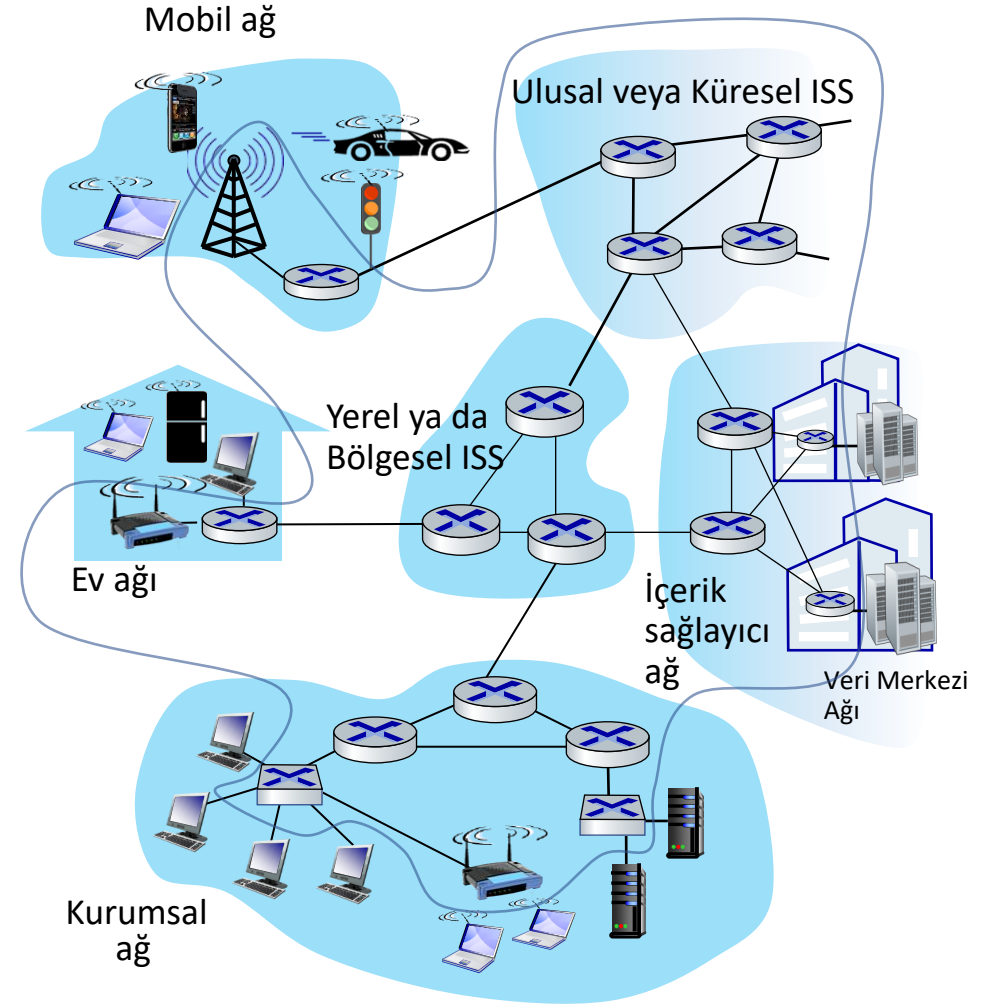 Mobil ağ
Ulusal veya Küresel ISS
Yerel ya da
Bölgesel ISS
Ev ağı
İçerik
sağlayıcı
ağ
Veri Merkezi
Ağı
Kurumsal
ağ